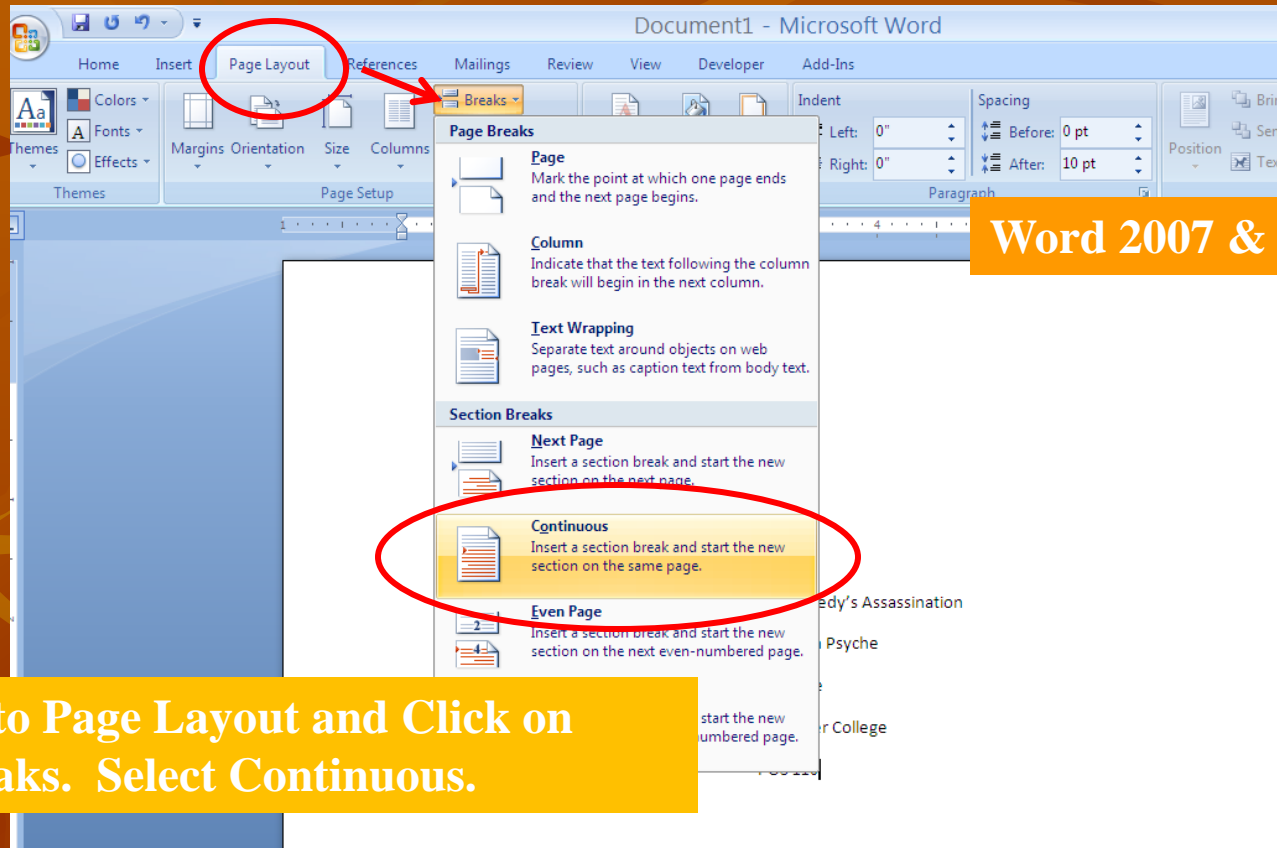 Document1 - Microsoft Word
Home Insert Page Layout References Mailings Review View Developer Add-Ins
Colors
Fonts
Effects
Themes
Themes
Margins Orientation Size Columns
Page Setup
Breaks
Indent
Left: 0"
Right: 0"
Spacing
Before: 0 pt
After: 10 pt
Paragraph
Position
Page Breaks
Page
Mark the point at which one page ends
and the next page begins.
Column
Indicate that the text following the column
break will begin in the next column.
Text Wrapping
Separate text around objects on web
pages, such as caption text from body text.
Section Breaks
Next Page
Insert a section break and start the new
section on the next page.
Continuous
Insert a section break and start the new
section on the same page.
Even Page
Insert a section break and start the new
section on the next even-numbered page.
start the new
umbered page.
1
4
Word 2007 &
edy's Assassination
Psyche
r College
to Page Layout and Click on
aks. Select Continuous.